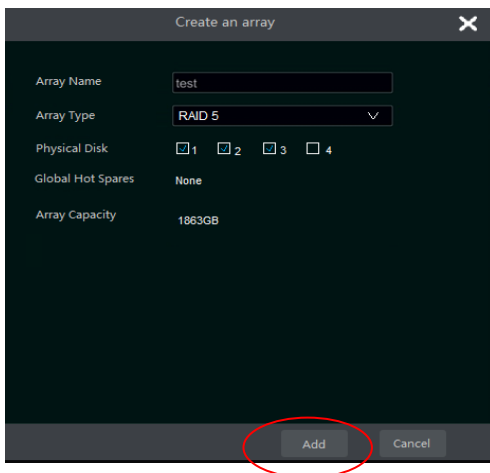 Create an array
Array Name test
Array Type RAID 5
Physical Disk 1 2 3 4
Global Hot Spares None
Array Capacity 1863GB
Add Cancel